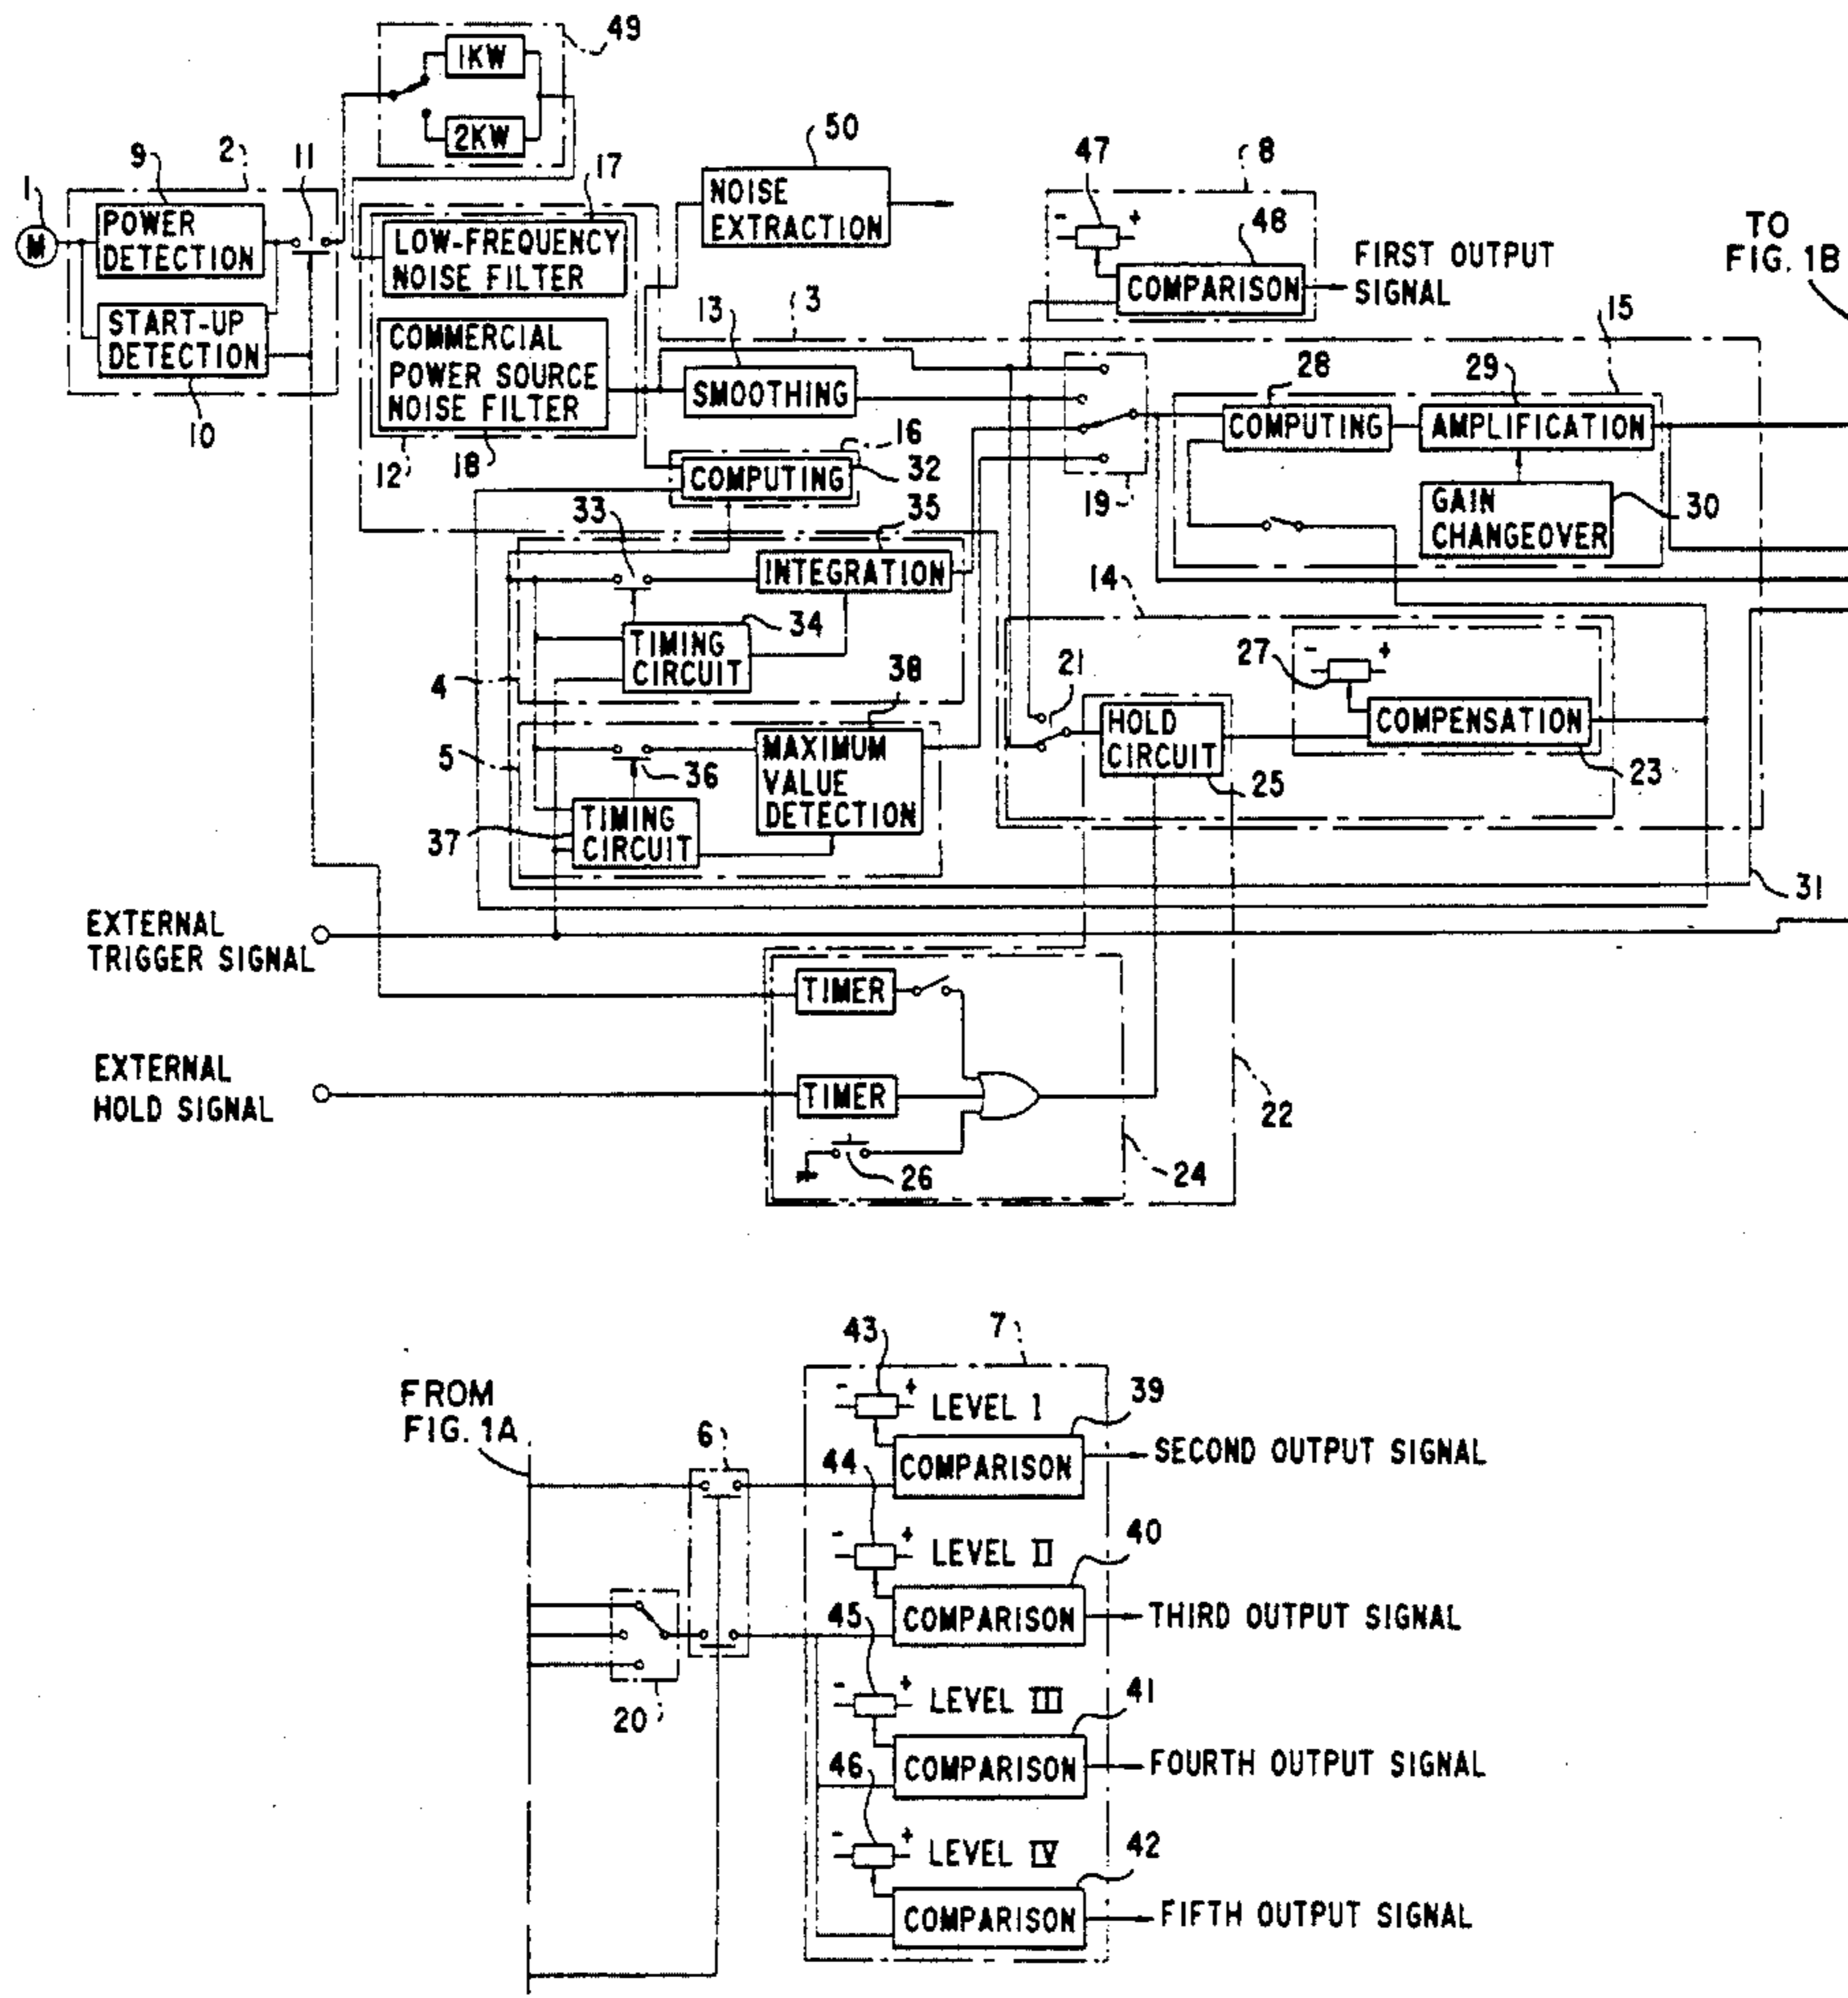 49
1KW
2KW
50
9
2
11
17
47
8
1
M
POWER
DETECTION
NOISE
EXTRACTION
48
TO
FIG. 1B
LOW-FREQUENCY
NOISE FILTER
COMPARISON
FIRST OUTPUT
SIGNAL
- +
START-UP
DETECTION
13
3
15
COMMERCIAL
POWER SOURCE
NOISE FILTER
SMOOTHING
28
29
10
12
18
16
32
COMPUTING
COMPUTING
AMPLIFICATION
19
33
35
GAIN
CHANGEOVER
30
INTEGRATION
14
34
TIMING
CIRCUIT
4
38
21
27
- +
5
36
MAXIMUM
VALUE
DETECTION
HOLD
CIRCUIT
COMPENSATION
25
23
37
TIMING
CIRCUIT
31
EXTERNAL
TRIGGER SIGNAL
TIMER
EXTERNAL
HOLD SIGNAL
TIMER
22
26
24
43
7
FROM
FIG. 1A
- +
LEVEL I
39
6
COMPARISON
SECOND OUTPUT SIGNAL
44
- +
LEVEL II
40
45
COMPARISON
THIRD OUTPUT SIGNAL
20
- +
LEVEL III
41
46
COMPARISON
FOURTH OUTPUT SIGNAL
- +
LEVEL IV
42
COMPARISON
FIFTH OUTPUT SIGNAL